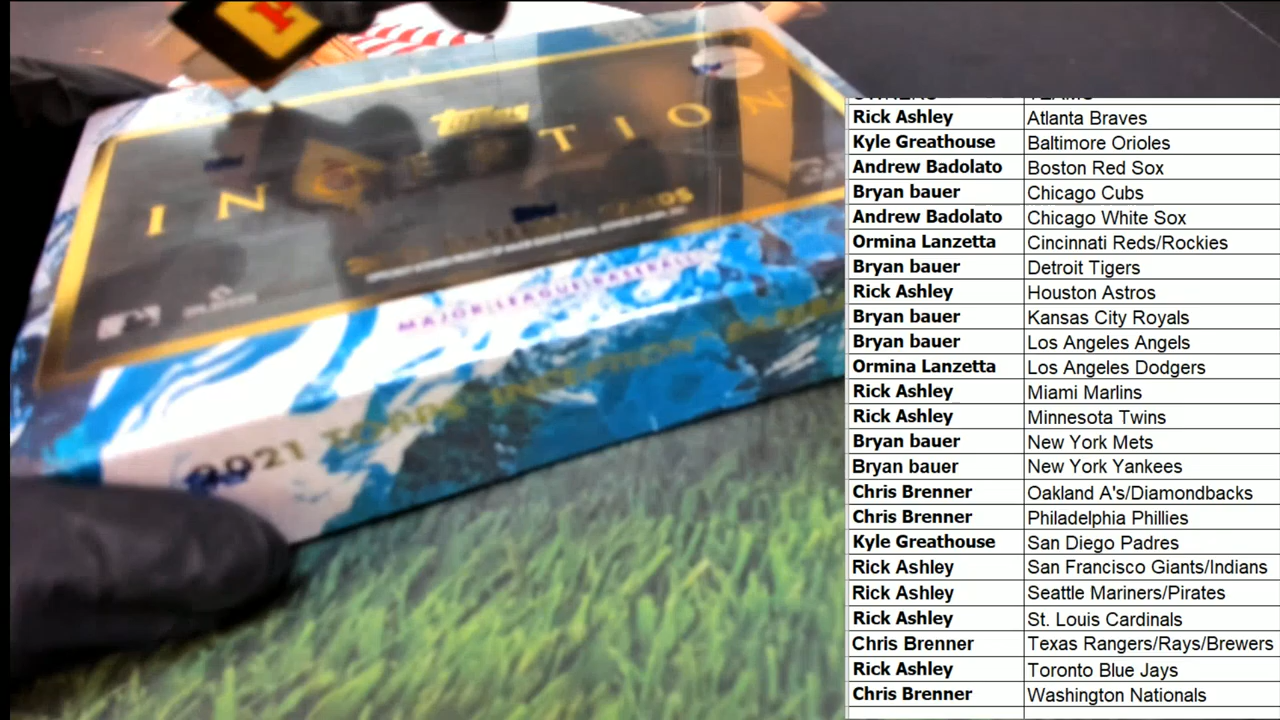 Topps
INCEPTION
MAJOR LEAGUE BASEBALL
2021 TOPPS INCEPTION
OWNERS TEAMS
Rick Ashley Atlanta Braves
Kyle Greathouse Baltimore Orioles
Andrew Badolato Boston Red Sox
Bryan bauer Chicago Cubs
Andrew Badolato Chicago White Sox
Ormina Lanzetta Cincinnati Reds/Rockies
Bryan bauer Detroit Tigers
Rick Ashley Houston Astros
Bryan bauer Kansas City Royals
Bryan bauer Los Angeles Angels
Ormina Lanzetta Los Angeles Dodgers
Rick Ashley Miami Marlins
Rick Ashley Minnesota Twins
Bryan bauer New York Mets
Bryan bauer New York Yankees
Chris Brenner Oakland A's/Diamondbacks
Chris Brenner Philadelphia Phillies
Kyle Greathouse San Diego Padres
Rick Ashley San Francisco Giants/Indians
Rick Ashley Seattle Mariners/Pirates
Rick Ashley St. Louis Cardinals
Chris Brenner Texas Rangers/Rays/Brewers
Rick Ashley Toronto Blue Jays
Chris Brenner Washington Nationals